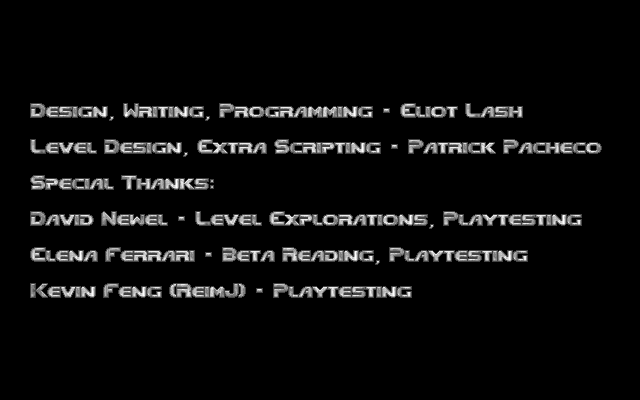 Design, Writing, Programming - Eliot Lash
Level Design, Extra Scripting - Patrick Pacheco
Special Thanks:
David Newel - Level Explorations, Playtesting
Elena Ferrari - Beta Reading, Playtesting
Kevin Feng (ReimJ) - Playtesting